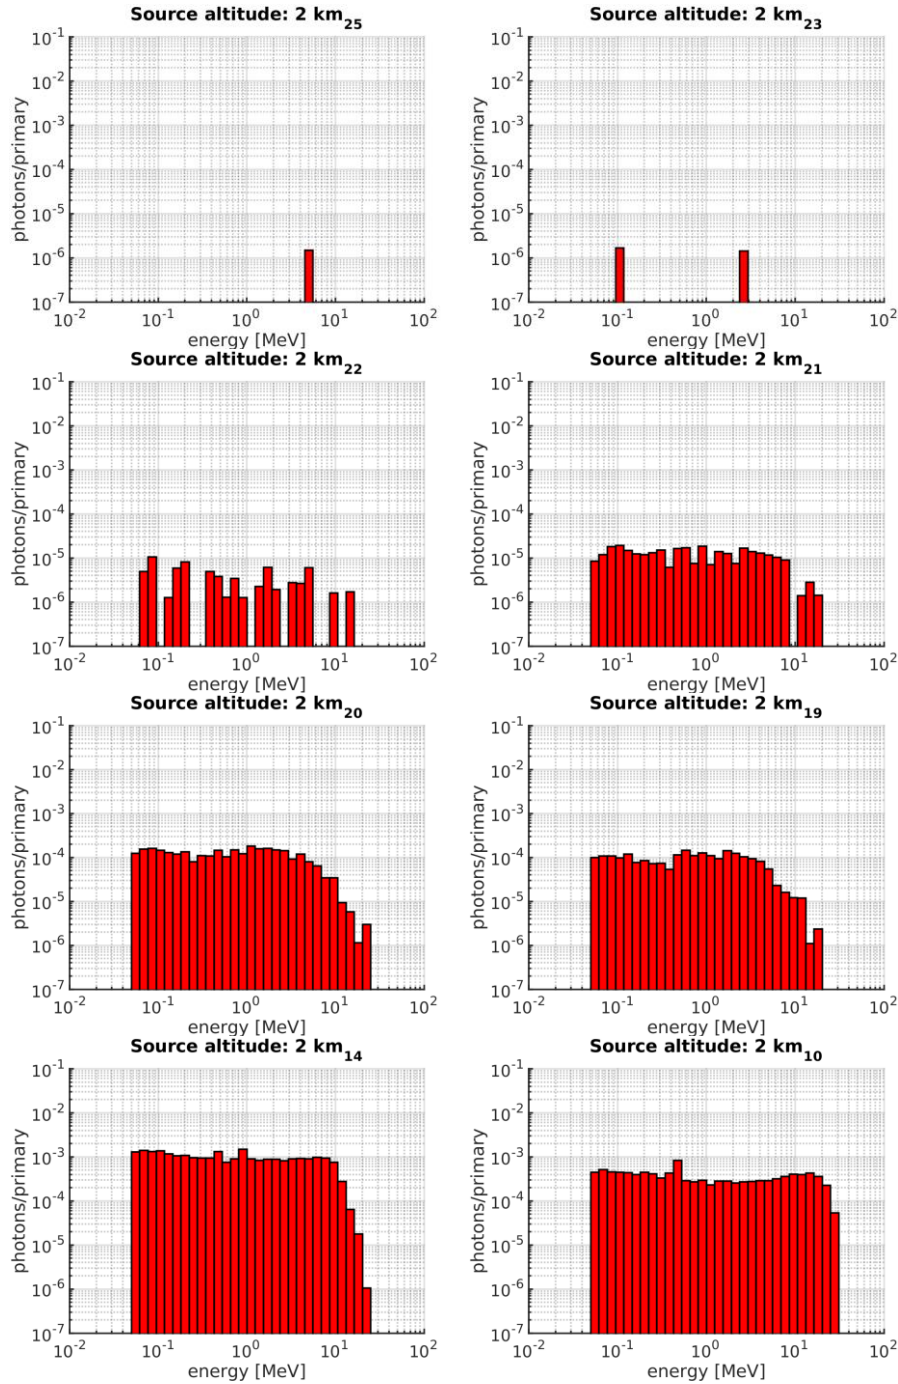 Source altitude: 2 km₂₅
10⁻¹
10⁻²
10⁻³
10⁻⁴
10⁻⁵
10⁻⁶
10⁻⁷
photons/primary
10⁻² 10⁻¹ 10⁰ 10¹ 10²
energy [MeV]
Source altitude: 2 km₂₃
10⁻¹
10⁻²
10⁻³
10⁻⁴
10⁻⁵
10⁻⁶
10⁻⁷
photons/primary
10⁻² 10⁻¹ 10⁰ 10¹ 10²
energy [MeV]
Source altitude: 2 km₂₂
10⁻¹
10⁻²
10⁻³
10⁻⁴
10⁻⁵
10⁻⁶
10⁻⁷
photons/primary
10⁻² 10⁻¹ 10⁰ 10¹ 10²
energy [MeV]
Source altitude: 2 km₂₁
10⁻¹
10⁻²
10⁻³
10⁻⁴
10⁻⁵
10⁻⁶
10⁻⁷
photons/primary
10⁻² 10⁻¹ 10⁰ 10¹ 10²
energy [MeV]
Source altitude: 2 km₂₀
10⁻¹
10⁻²
10⁻³
10⁻⁴
10⁻⁵
10⁻⁶
10⁻⁷
photons/primary
10⁻² 10⁻¹ 10⁰ 10¹ 10²
energy [MeV]
Source altitude: 2 km₁₉
10⁻¹
10⁻²
10⁻³
10⁻⁴
10⁻⁵
10⁻⁶
10⁻⁷
photons/primary
10⁻² 10⁻¹ 10⁰ 10¹ 10²
energy [MeV]
Source altitude: 2 km₁₄
10⁻¹
10⁻²
10⁻³
10⁻⁴
10⁻⁵
10⁻⁶
10⁻⁷
photons/primary
10⁻² 10⁻¹ 10⁰ 10¹ 10²
energy [MeV]
Source altitude: 2 km₁₀
10⁻¹
10⁻²
10⁻³
10⁻⁴
10⁻⁵
10⁻⁶
10⁻⁷
photons/primary
10⁻² 10⁻¹ 10⁰ 10¹ 10²
energy [MeV]